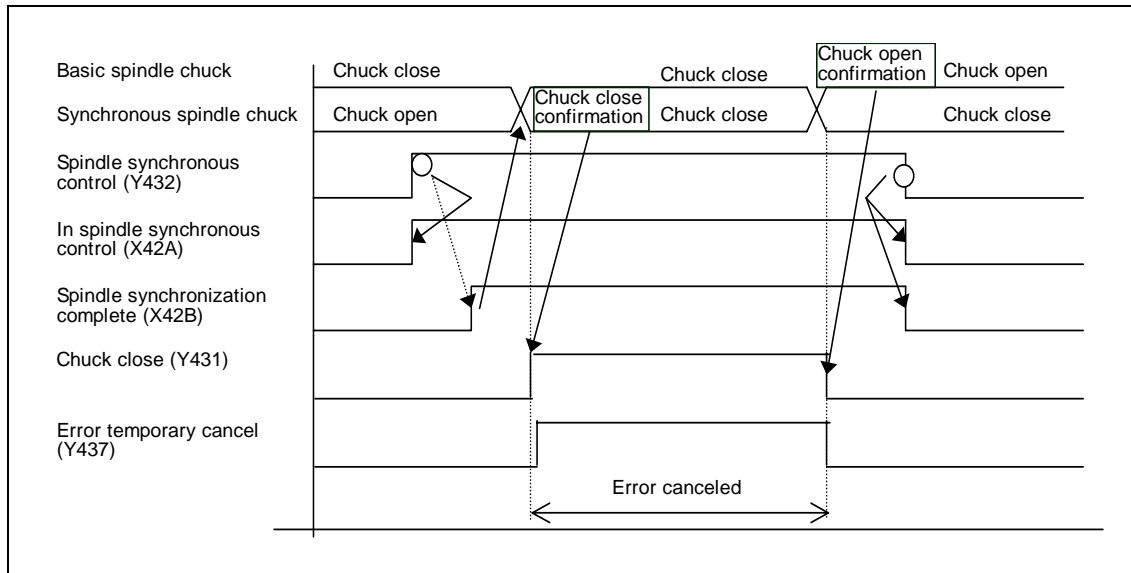 Basic spindle chuck
Chuck close
Chuck close
Chuck open
confirmation
Chuck open
Synchronous spindle chuck
Chuck open
Chuck close
confirmation
Chuck close
Chuck close
Spindle synchronous
control (Y432)
In spindle synchronous
control (X42A)
Spindle synchronization
complete (X42B)
Chuck close (Y431)
Error temporary cancel
(Y437)
Error canceled